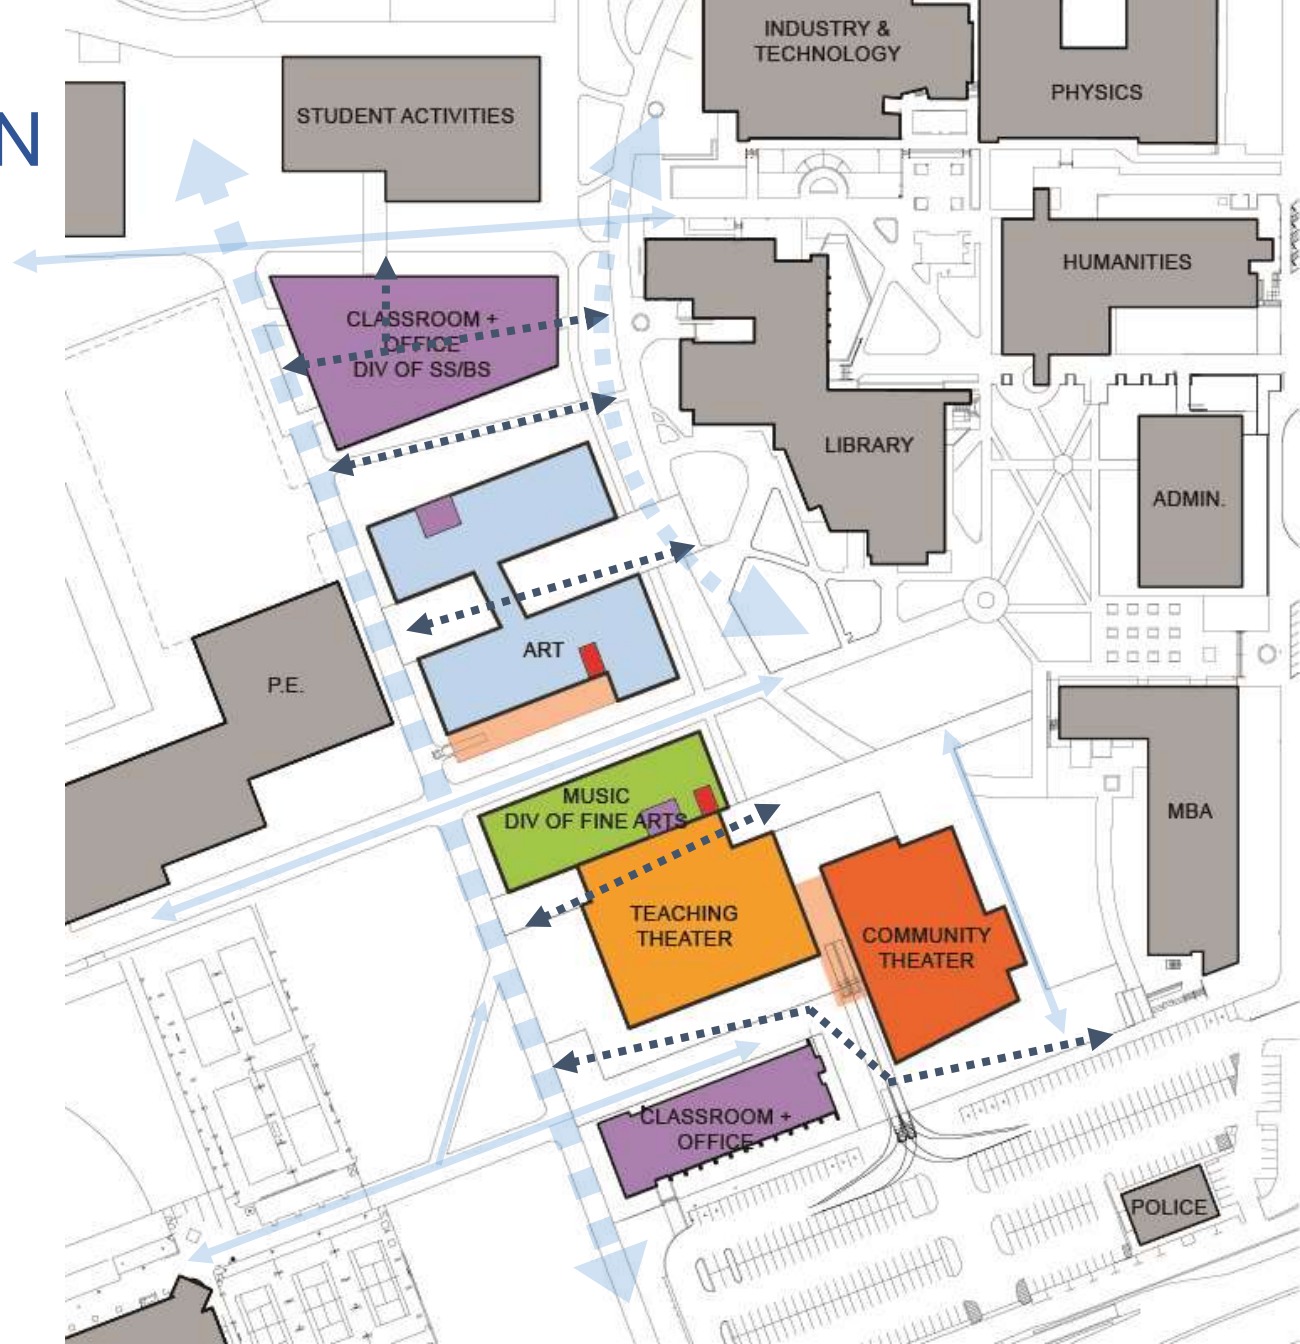 N
INDUSTRY &
TECHNOLOGY
PHYSICS
STUDENT ACTIVITIES
HUMANITIES
CLASSROOM +
OFFICE
DIV OF SS/BS
LIBRARY
ADMIN.
ART
P.E.
MUSIC
DIV OF FINE ARTS
MBA
TEACHING
THEATER
COMMUNITY
THEATER
CLASSROOM +
OFFICE
POLICE